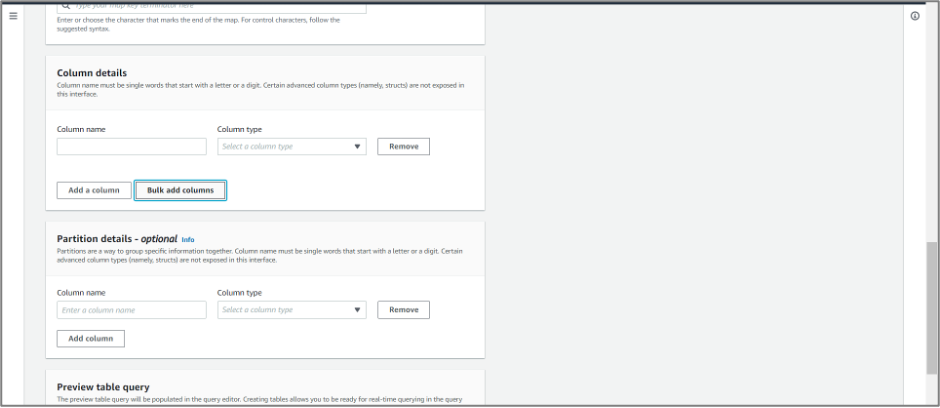 Type your map key terminator here
Enter or choose the character that marks the end of the map. For control characters, follow the
suggested syntax.
Column details
Column name must be single words that start with a letter or a digit. Certain advanced column types (namely, structs) are not exposed in
this interface.
Column name Column type
Select a column type Remove
Add a column Bulk add columns
Partition details - optional Info
Partitions are a way to group specific information together. Column name must be single words that start with a letter or a digit. Certain
advanced column types (namely, structs) are not exposed in this interface.
Column name Column type
Enter a column name Select a column type Remove
Add column
Preview table query
The preview table query will be populated in the query editor. Creating tables allows you to be ready for real-time querying in the query